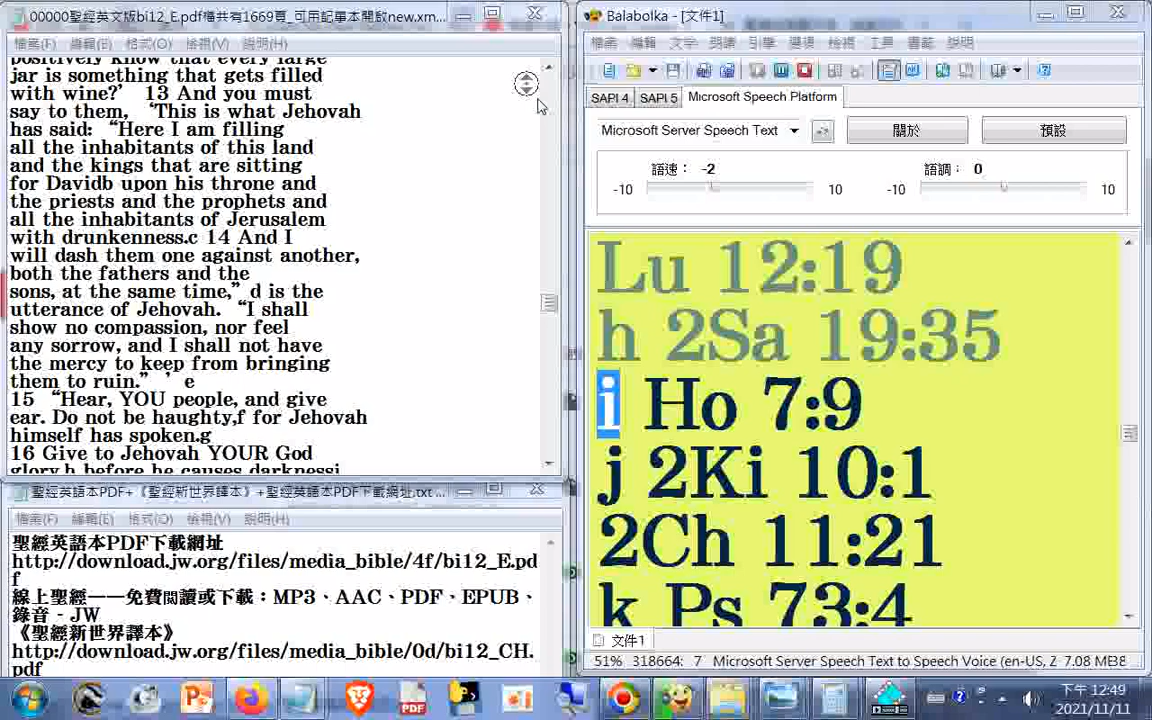 00000聖經英文版bi12_E.pdf檔共有1669頁_可用記事本開啟new.xm...
檔案(F) 編輯(E) 格式(O) 檢視(V) 說明(H)
positively know that every large
jar is something that gets filled
with wine?’ 13 And you must
say to them, ‘This is what Jehovah
has said: “Here I am filling
all the inhabitants of this land
and the kings that are sitting
for Davidb upon his throne and
the priests and the prophets and
all the inhabitants of Jerusalem
with drunkenness.c 14 And I
will dash them one against another,
both the fathers and the
sons, at the same time,” d is the
utterance of Jehovah. “I shall
show no compassion, nor feel
any sorrow, and I shall not have
the mercy to keep from bringing
them to ruin.” ’ e
15 “Hear, YOU people, and give
ear. Do not be haughty,f for Jehovah
himself has spoken.g
16 Give to Jehovah YOUR God
glory,h before he causes darknessi
聖經英語本PDF+《聖經新世界譯本》+聖經英語本PDF下載網址.txt ...
檔案(F) 編輯(E) 格式(O) 檢視(V) 說明(H)
聖經英語本PDF下載網址
http://download.jw.org/files/media_bible/4f/bi12_E.pd
f
線上聖經——免費閱讀或下載：MP3、AAC、PDF、EPUB、
錄音 - JW
《聖經新世界譯本》
http://download.jw.org/files/media_bible/0d/bi12_CH.
pdf
Balabolka - [文件1]
檔案 編輯 文字 朗讀 引擎 選項 檢視 工具 書籤 說明
SAPI 4 SAPI 5 Microsoft Speech Platform
Microsoft Server Speech Text 關於 預設
語速： -2 語調： 0
-10 10 -10 10
Lu 12:19
h 2Sa 19:35
i Ho 7:9
j 2Ki 10:1
2Ch 11:21
k Ps 73:4
文件1
51% 318664: 7 Microsoft Server Speech Text to Speech Voice (en-US, Z 7.08 MB
下午 12:49
2021/11/11